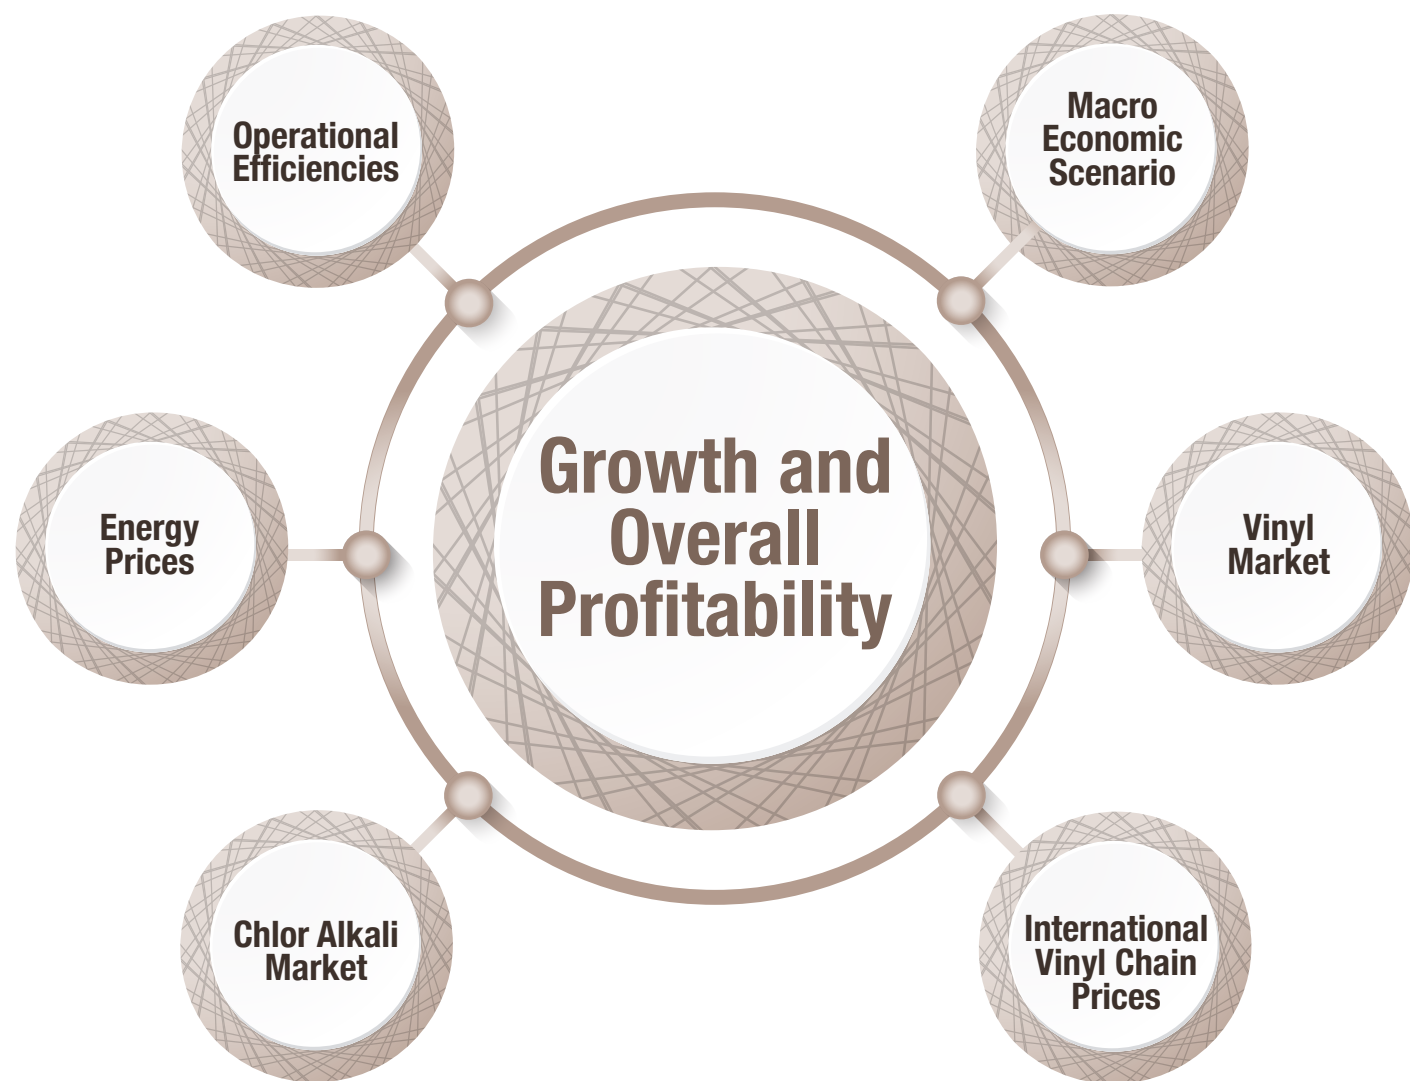 Operational
Efficiencies
Macro
Economic
Scenario
Energy
Prices
Growth and
Overall
Profitability
Vinyl
Market
Chlor Alkali
Market
International
Vinyl Chain
Prices